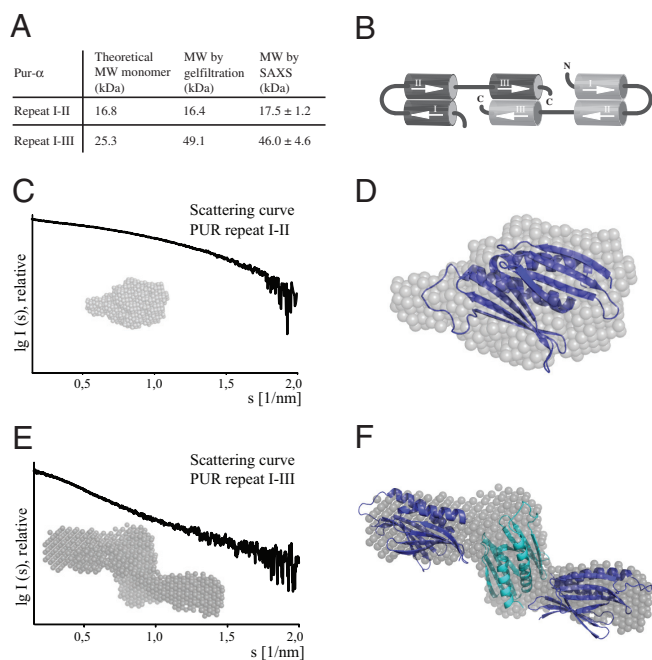 A
Pur-α
Theoretical MW monomer (kDa)
MW by gelfiltration (kDa)
MW by SAXS (kDa)
Repeat I-II 16.8 16.4 17.5 ± 1.2
Repeat I-III 25.3 49.1 46.0 ± 4.6
B
N
II III I
C C
I III II
C
Scattering curve
PUR repeat I-II
lg I (s), relative
0,5 1,0 1,5 2,0
s [1/nm]
D
E
Scattering curve
PUR repeat I-III
lg I (s), relative
0,5 1,0 1,5 2,0
s [1/nm]
F